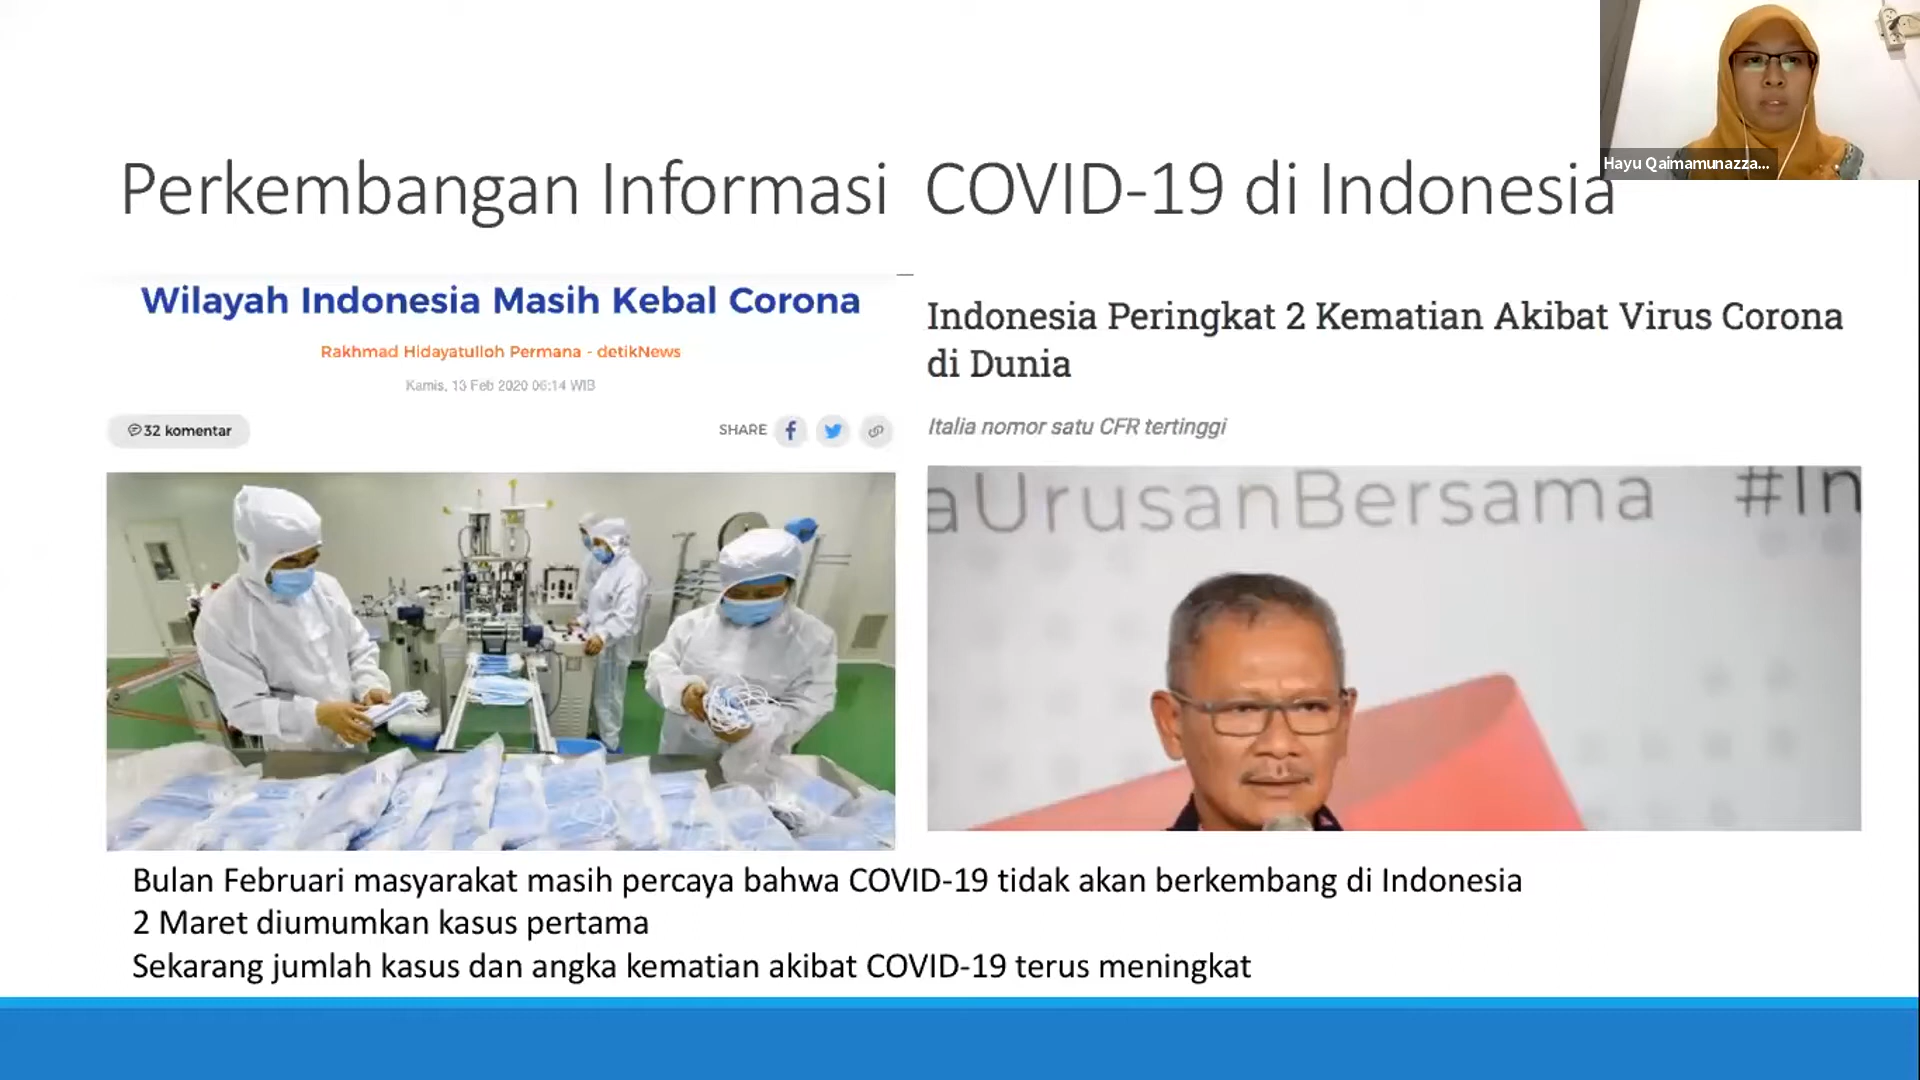 Hayu Qaimamunazza...
Perkembangan Informasi COVID-19 di Indonesia
Wilayah Indonesia Masih Kebal Corona
Rakhmad Hidayatulloh Permana - detikNews
Kamis, 13 Feb 2020 06:14 WIB
32 komentar
SHARE
Indonesia Peringkat 2 Kematian Akibat Virus Corona
di Dunia
Italia nomor satu CFR tertinggi
aUrusanBersama #In
Bulan Februari masyarakat masih percaya bahwa COVID-19 tidak akan berkembang di Indonesia
2 Maret diumumkan kasus pertama
Sekarang jumlah kasus dan angka kematian akibat COVID-19 terus meningkat